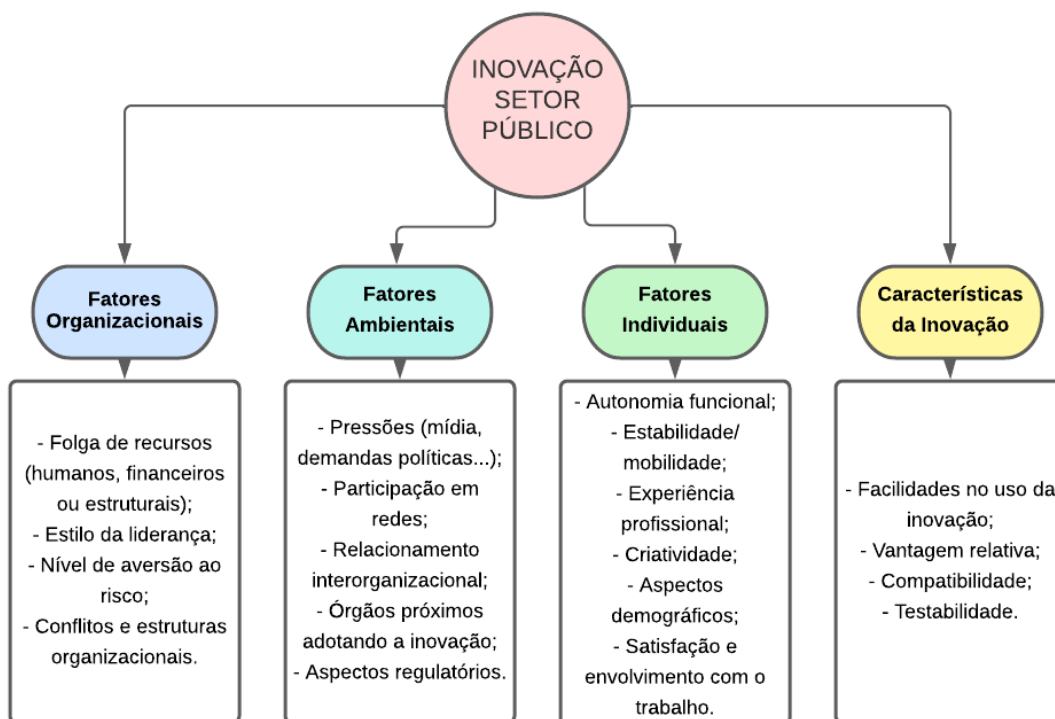 INOVAÇÃO
SETOR
PÚBLICO
Fatores
Organizacionais
- Folga de recursos
(humanos, financeiros
ou estruturais);
- Estilo da liderança;
- Nível de aversão ao
risco;
- Conflitos e estruturas
organizacionais.
Fatores
Ambientais
- Pressões (mídia,
demandas políticas...);
- Participação em
redes;
- Relacionamento
interorganizacional;
- Órgãos próximos
adotando a inovação;
- Aspectos regulatórios.
Fatores
Individuais
- Autonomia funcional;
- Estabilidade/
mobilidade;
- Experiência
profissional;
- Criatividade;
- Aspectos
demográficos;
- Satisfação e
envolvimento com o
trabalho.
Características
da Inovação
- Facilidades no uso da
inovação;
- Vantagem relativa;
- Compatibilidade;
- Testabilidade.